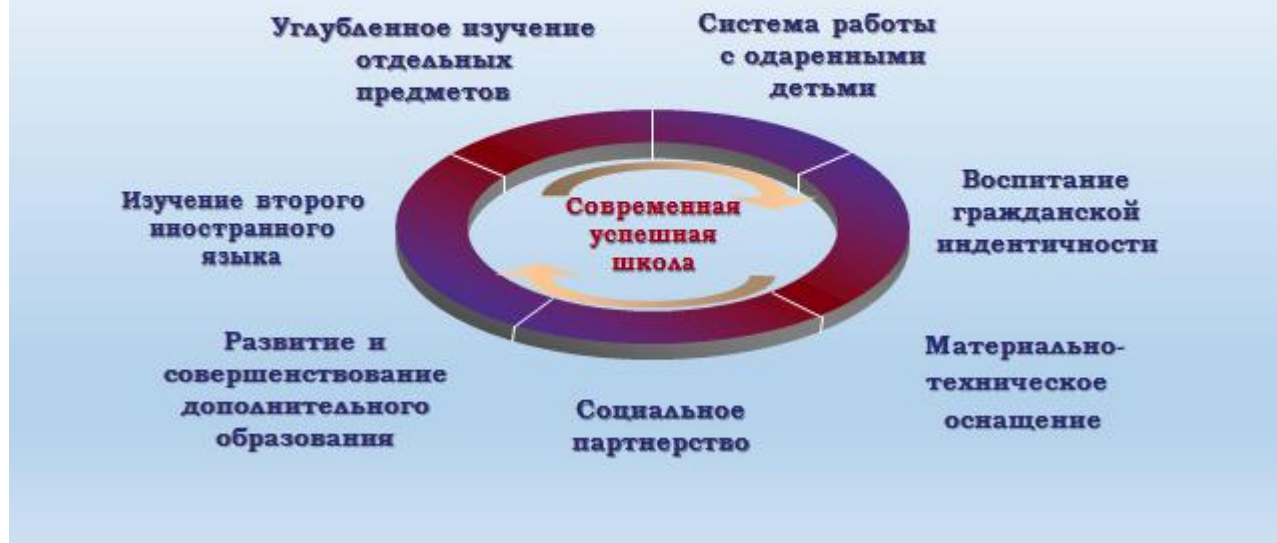 Углубленное изучение
отдельных
предметов
Система работы
с одаренными
детьми
Воспитание
гражданской
индентичности
Материально-
техническое
оснащение
Социальное
партнерство
Развитие и
совершенствование
дополнительного
образования
Изучение второго
иностранного
языка
Современная
успешная
школа